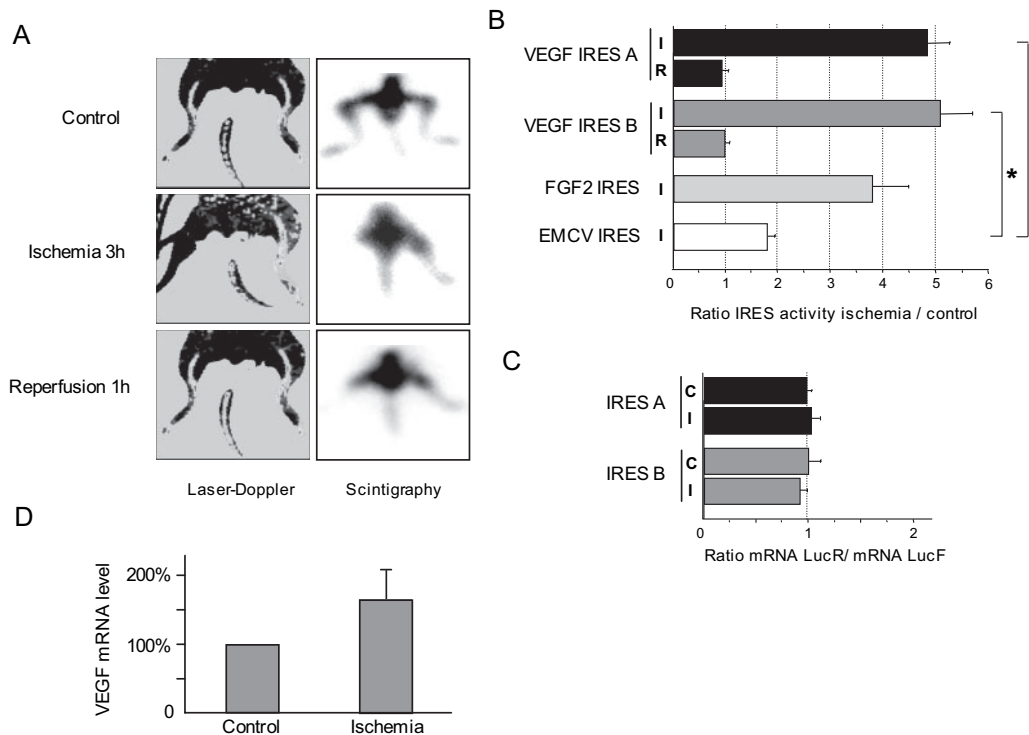 A
Control
Ischemia 3h
Reperfusion 1h
Laser-Doppler
Scintigraphy
B
VEGF IRES A
I
R
VEGF IRES B
I
R
FGF2 IRES
I
EMCV IRES
I
*
0 1 2 3 4 5 6
Ratio IRES activity ischemia / control
C
IRES A
C
I
IRES B
C
I
0 1 2
Ratio mRNA LucR/ mRNA LucF
D
VEGF mRNA level
200%
100%
0
Control
Ischemia